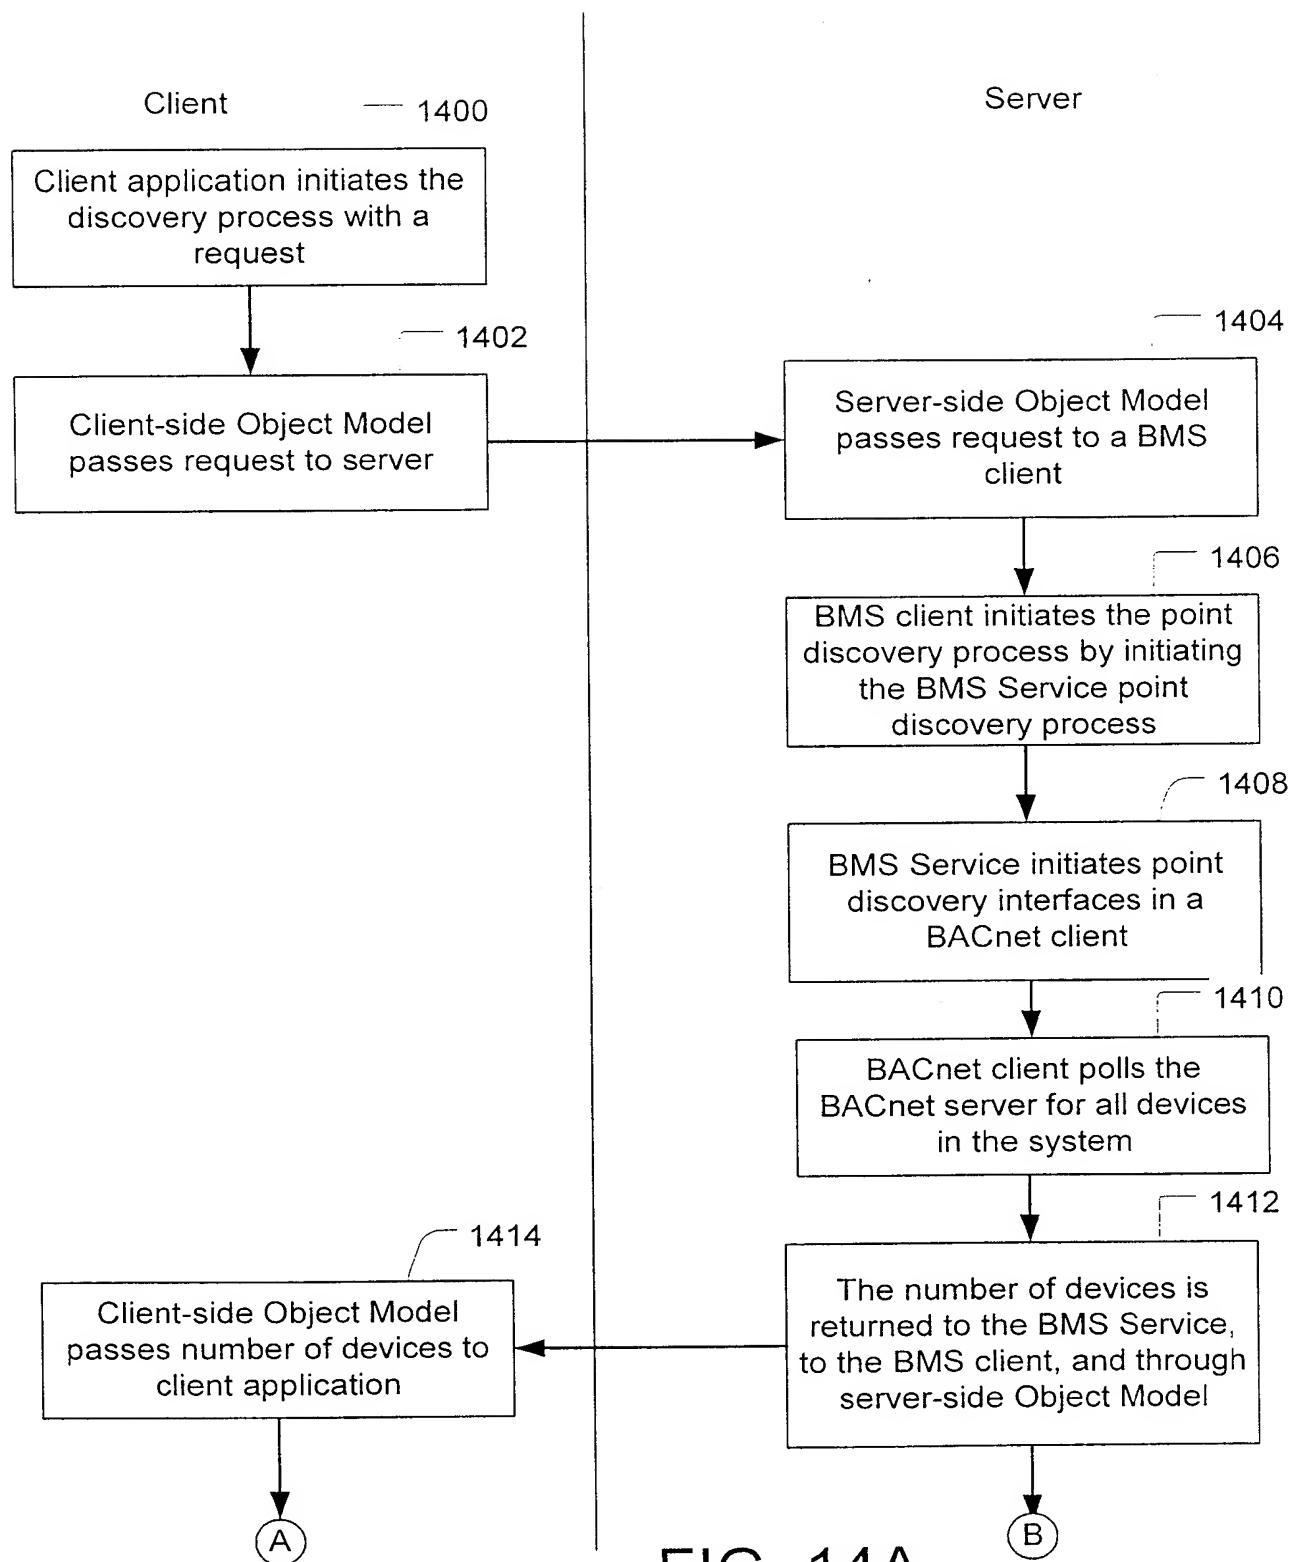 Client
1400
Server
Client application initiates the
discovery process with a
request
1402
1404
Client-side Object Model
passes request to server
Server-side Object Model
passes request to a BMS
client
1406
BMS client initiates the point
discovery process by initiating
the BMS Service point
discovery process
1408
BMS Service initiates point
discovery interfaces in a
BACnet client
1410
BACnet client polls the
BACnet server for all devices
in the system
1412
1414
The number of devices is
returned to the BMS Service,
to the BMS client, and through
server-side Object Model
Client-side Object Model
passes number of devices to
client application
A
B
FIG. 14A